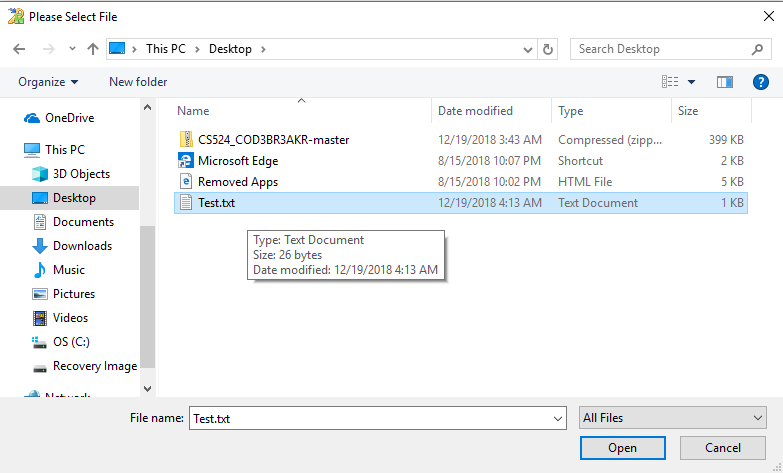 Please Select File
This PC > Desktop >
Search Desktop
Organize
New folder
OneDrive
This PC
3D Objects
Desktop
Documents
Downloads
Music
Pictures
Videos
OS (C:)
Recovery Image
Network
Name Date modified Type Size
CS524_COD3BR3AKR-master 12/19/2018 3:43 AM Compressed (zipp... 399 KB
Microsoft Edge 8/15/2018 10:07 PM Shortcut 2 KB
Removed Apps 8/15/2018 10:02 PM HTML File 5 KB
Test.txt 12/19/2018 4:13 AM Text Document 1 KB
Type: Text Document
Size: 26 bytes
Date modified: 12/19/2018 4:13 AM
File name: Test.txt
All Files
Open
Cancel